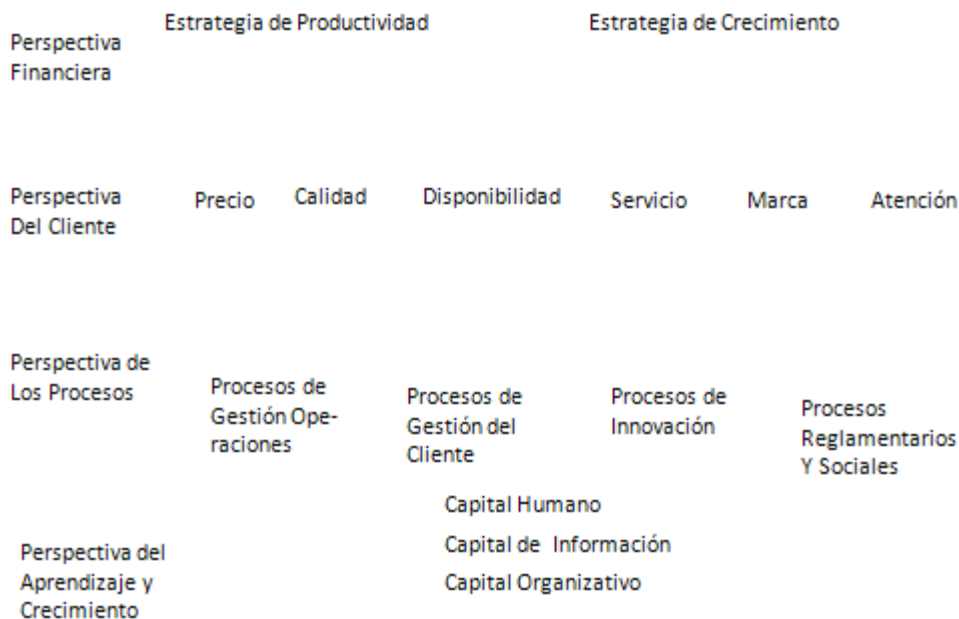 Estrategia de Productividad
Estrategia de Crecimiento
Perspectiva
Financiera
Perspectiva
Del Cliente
Precio
Calidad
Disponibilidad
Servicio
Marca
Atención
Perspectiva de
Los Procesos
Procesos de
Gestión Ope-
raciones
Procesos de
Gestión del
Cliente
Procesos de
Innovación
Procesos
Reglamentarios
Y Sociales
Capital Humano
Capital de Información
Capital Organizativo
Perspectiva del
Aprendizaje y
Crecimiento